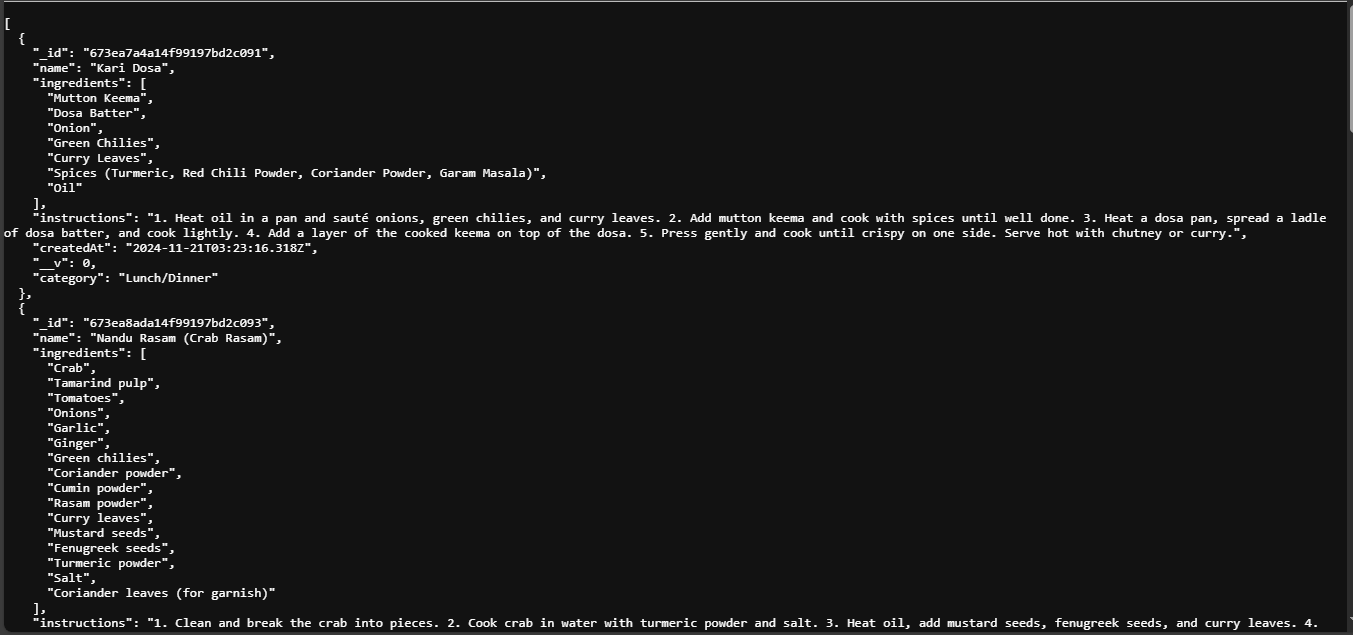 [
  {
    "_id": "673ea7a4a14f99197bd2c091",
    "name": "Kari Dosa",
    "ingredients": [
      "Mutton Keema",
      "Dosa Batter",
      "Onion",
      "Green Chilies",
      "Curry Leaves",
      "Spices (Turmeric, Red Chili Powder, Coriander Powder, Garam Masala)",
      "Oil"
    ],
    "instructions": "1. Heat oil in a pan and sauté onions, green chilies, and curry leaves. 2. Add mutton keema and cook with spices until well done. 3. Heat a dosa pan, spread a ladle
of dosa batter, and cook lightly. 4. Add a layer of the cooked keema on top of the dosa. 5. Press gently and cook until crispy on one side. Serve hot with chutney or curry.",
    "createdAt": "2024-11-21T03:23:16.318Z",
    "__v": 0,
    "category": "Lunch/Dinner"
  },
  {
    "_id": "673ea8ada14f99197bd2c093",
    "name": "Nandu Rasam (Crab Rasam)",
    "ingredients": [
      "Crab",
      "Tamarind pulp",
      "Tomatoes",
      "Onions",
      "Garlic",
      "Ginger",
      "Green chilies",
      "Coriander powder",
      "Cumin powder",
      "Rasam powder",
      "Curry leaves",
      "Mustard seeds",
      "Fenugreek seeds",
      "Turmeric powder",
      "Salt",
      "Coriander leaves (for garnish)"
    ],
    "instructions": "1. Clean and break the crab into pieces. 2. Cook crab in water with turmeric powder and salt. 3. Heat oil, add mustard seeds, fenugreek seeds, and curry leaves. 4.